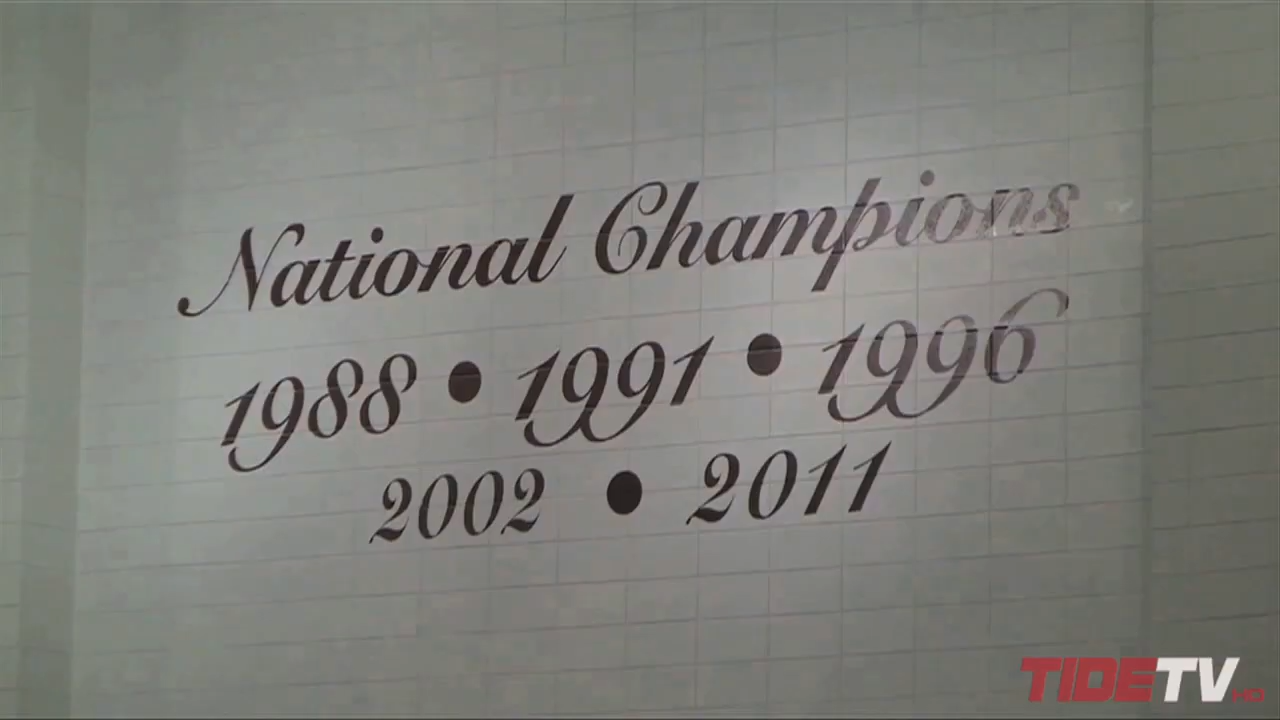 National Champions
1988 • 1991 • 1996
2002 • 2011
TIDETV HD